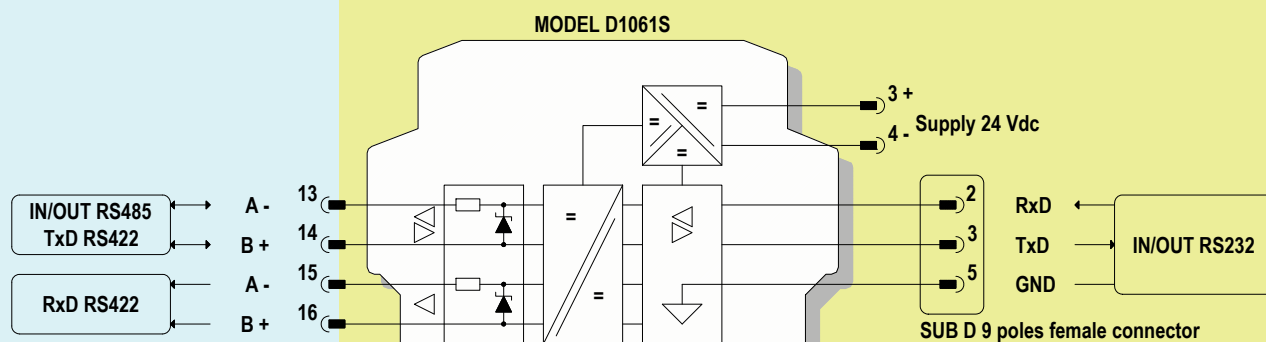 MODEL D1061S
3 +
4 -
Supply 24 Vdc
=
=
=
IN/OUT RS485
TxD RS422
A -
13
B +
14
RxD RS422
A -
15
B +
16
=
=
2
RxD
3
TxD
5
GND
IN/OUT RS232
SUB D 9 poles female connector